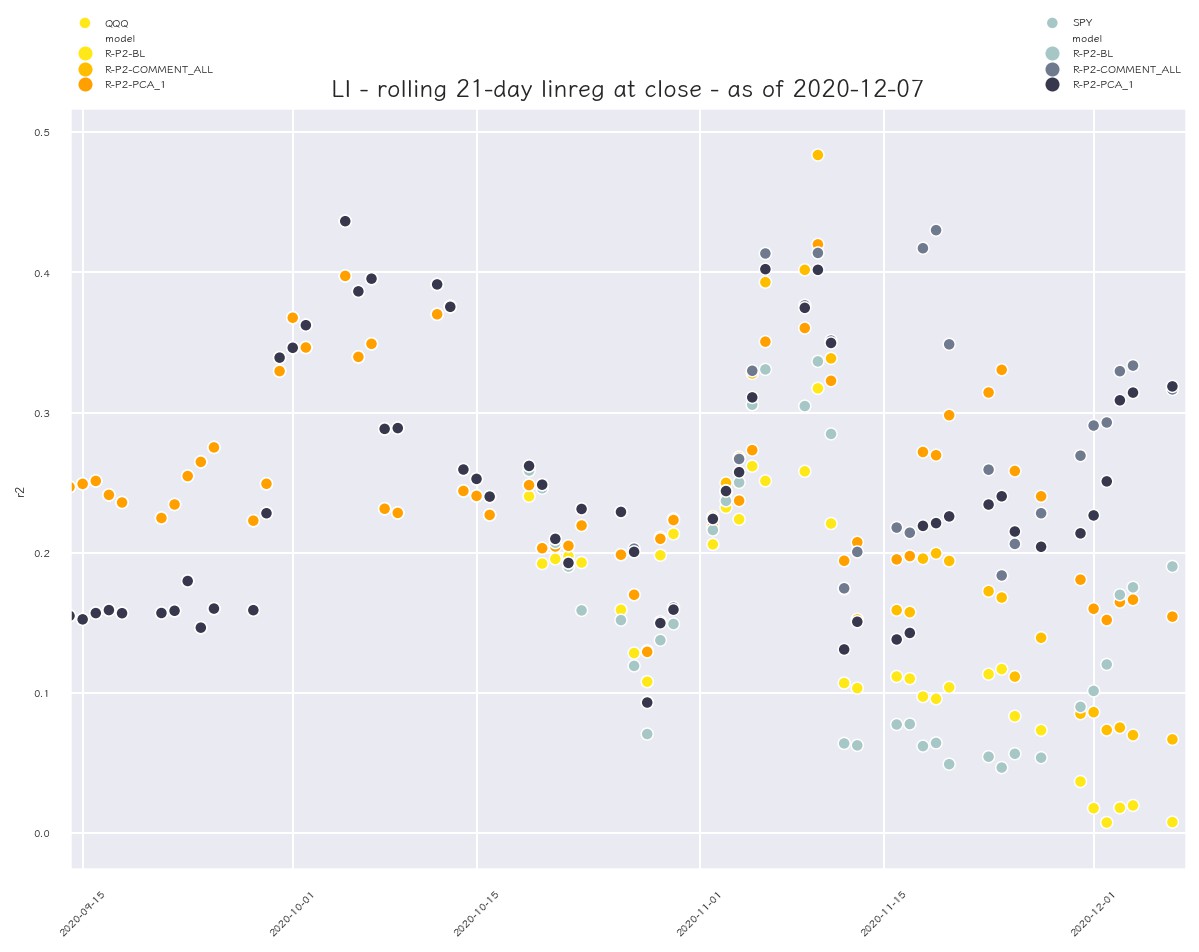 QQQ
model
R-P2-BL
R-P2-COMMENT_ALL
R-P2-PCA_1
SPY
model
R-P2-BL
R-P2-COMMENT_ALL
R-P2-PCA_1
LI - rolling 21-day linreg at close - as of 2020-12-07
0.5
0.4
0.3
0.2
0.1
0.0
r2
2020-09-15
2020-10-01
2020-10-15
2020-11-01
2020-11-15
2020-12-01